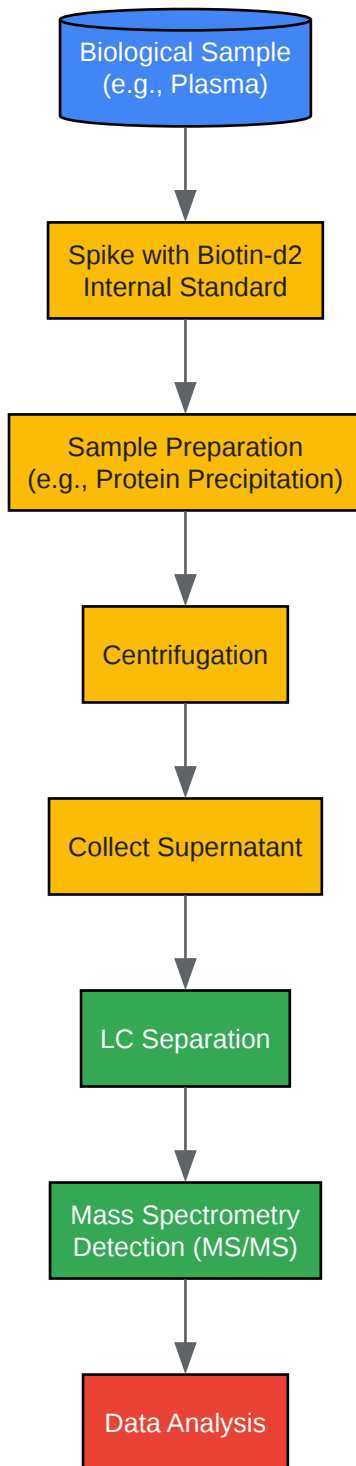 Biological Sample
(e.g., Plasma)
Spike with Biotin-d2
Internal Standard
Sample Preparation
(e.g., Protein Precipitation)
Centrifugation
Collect Supernatant
LC Separation
Mass Spectrometry
Detection (MS/MS)
Data Analysis